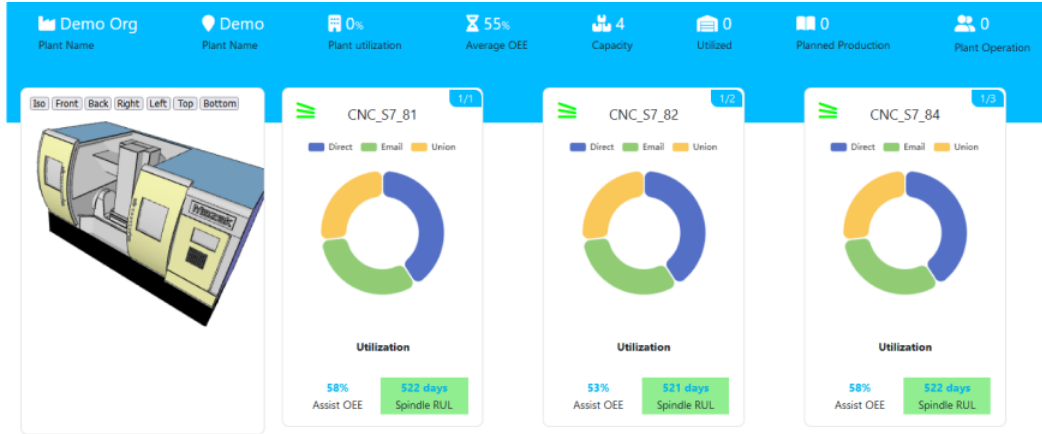 Demo Org
Plant Name
Demo
Plant Name
0%
Plant utilization
55%
Average OEE
4
Capacity
0
Utilized
0
Planned Production
0
Plant Operation
Iso Front Back Right Left Top Bottom
1/1
CNC_S7_81
Direct Email Union
Utilization
58% 522 days
Assist OEE Spindle RUL
1/2
CNC_S7_82
Direct Email Union
Utilization
53% 521 days
Assist OEE Spindle RUL
1/3
CNC_S7_84
Direct Email Union
Utilization
58% 522 days
Assist OEE Spindle RUL